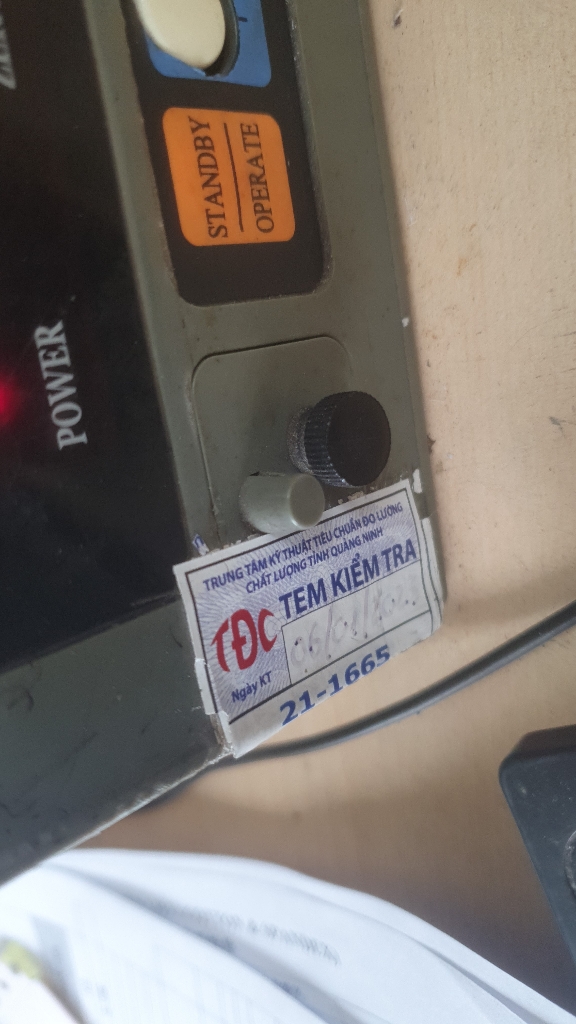 STANDBY
OPERATE
POWER
TRUNG TÂM KỸ THUẬT TIÊU CHUẨN ĐO LƯỜNG
CHẤT LƯỢNG TỈNH QUẢNG NINH
TĐC
TEM KIỂM TRA
Ngày KT
21-1665